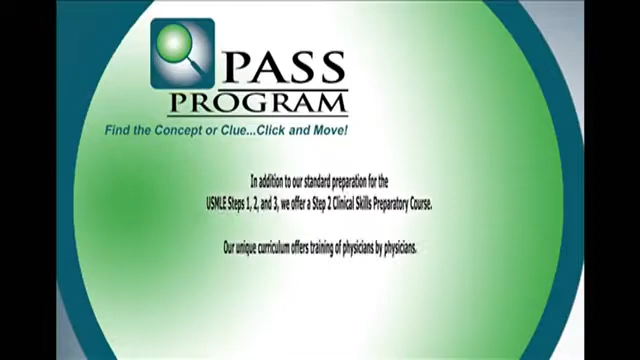 PASS
PROGRAM
Find the Concept or Clue...Click and Move!
In addition to our standard preparation for the
USMLE Steps 1, 2, and 3, we offer a Step 2 Clinical Skills Preparatory Course.
Our unique curriculum offers training of physicians by physicians.